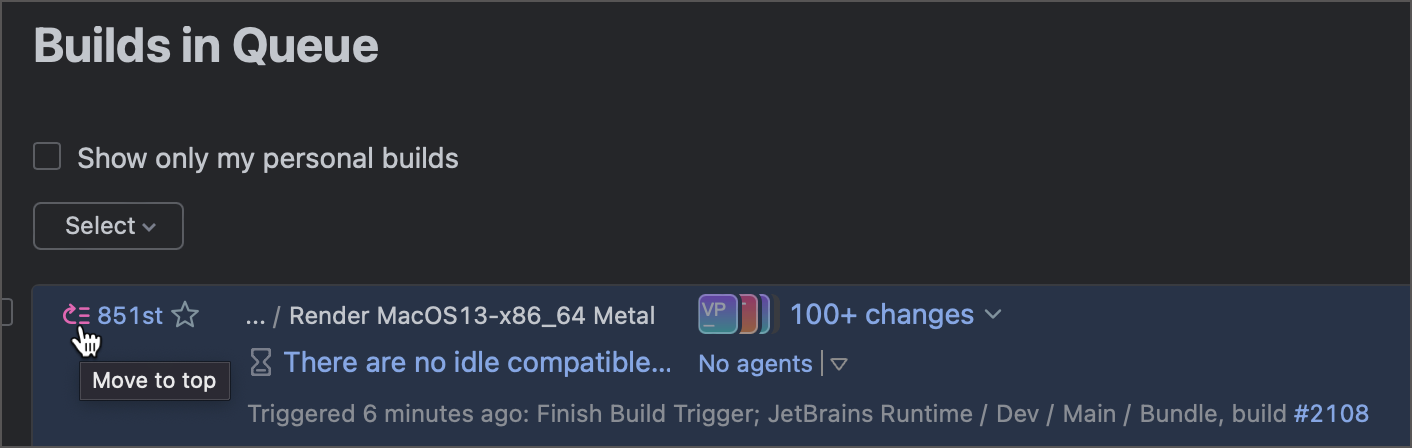 Builds in Queue
Show only my personal builds
Select
851st ... / Render MacOS13-x86_64 Metal VP 100+ changes
There are no idle compatible... No agents
Move to top
Triggered 6 minutes ago: Finish Build Trigger; JetBrains Runtime / Dev / Main / Bundle, build #2108